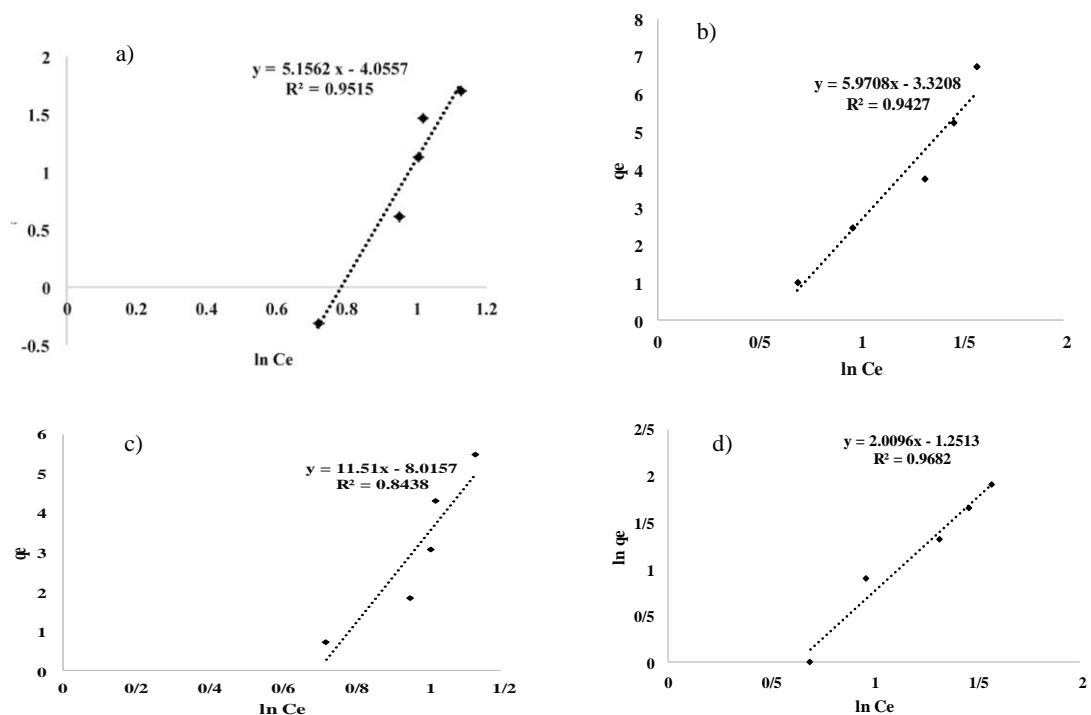 a)
y = 5.1562 x - 4.0557
R² = 0.9515
2
1.5
1
0.5
0
-0.5
0 0.2 0.4 0.6 0.8 1 1.2
ln Ce
b)
y = 5.9708x - 3.3208
R² = 0.9427
8
7
6
5
4
3
2
1
0
qe
0 0/5 1 1/5 2
ln Ce
c)
y = 11.51x - 8.0157
R² = 0.8438
6
5
4
3
2
1
0
qe
0 0/2 0/4 0/6 0/8 1 1/2
ln Ce
d)
y = 2.0096x - 1.2513
R² = 0.9682
2/5
2
1/5
1
0/5
0
ln qe
0 0/5 1 1/5 2
ln Ce